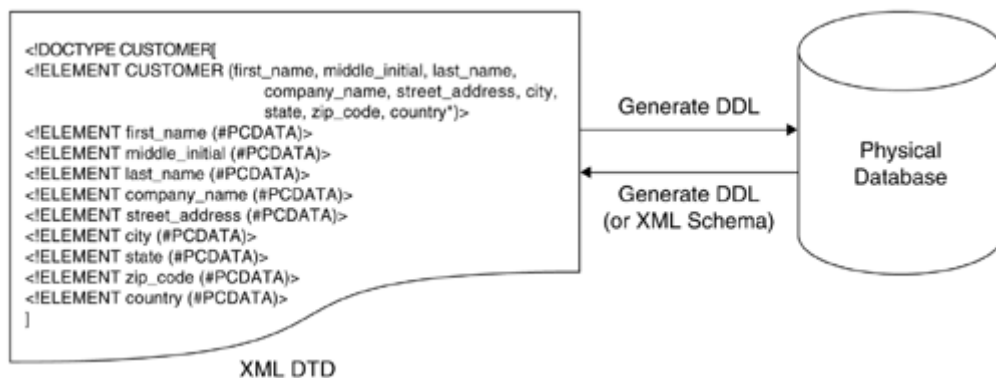 <!DOCTYPE CUSTOMER[
<!ELEMENT CUSTOMER (first_name, middle_initial, last_name,
company_name, street_address, city,
state, zip_code, country*)>
<!ELEMENT first_name (#PCDATA)>
<!ELEMENT middle_initial (#PCDATA)>
<!ELEMENT last_name (#PCDATA)>
<!ELEMENT company_name (#PCDATA)>
<!ELEMENT street_address (#PCDATA)>
<!ELEMENT city (#PCDATA)>
<!ELEMENT state (#PCDATA)>
<!ELEMENT zip_code (#PCDATA)>
<!ELEMENT country (#PCDATA)>
]
XML DTD
Generate DDL
Generate DDL
(or XML Schema)
Physical
Database